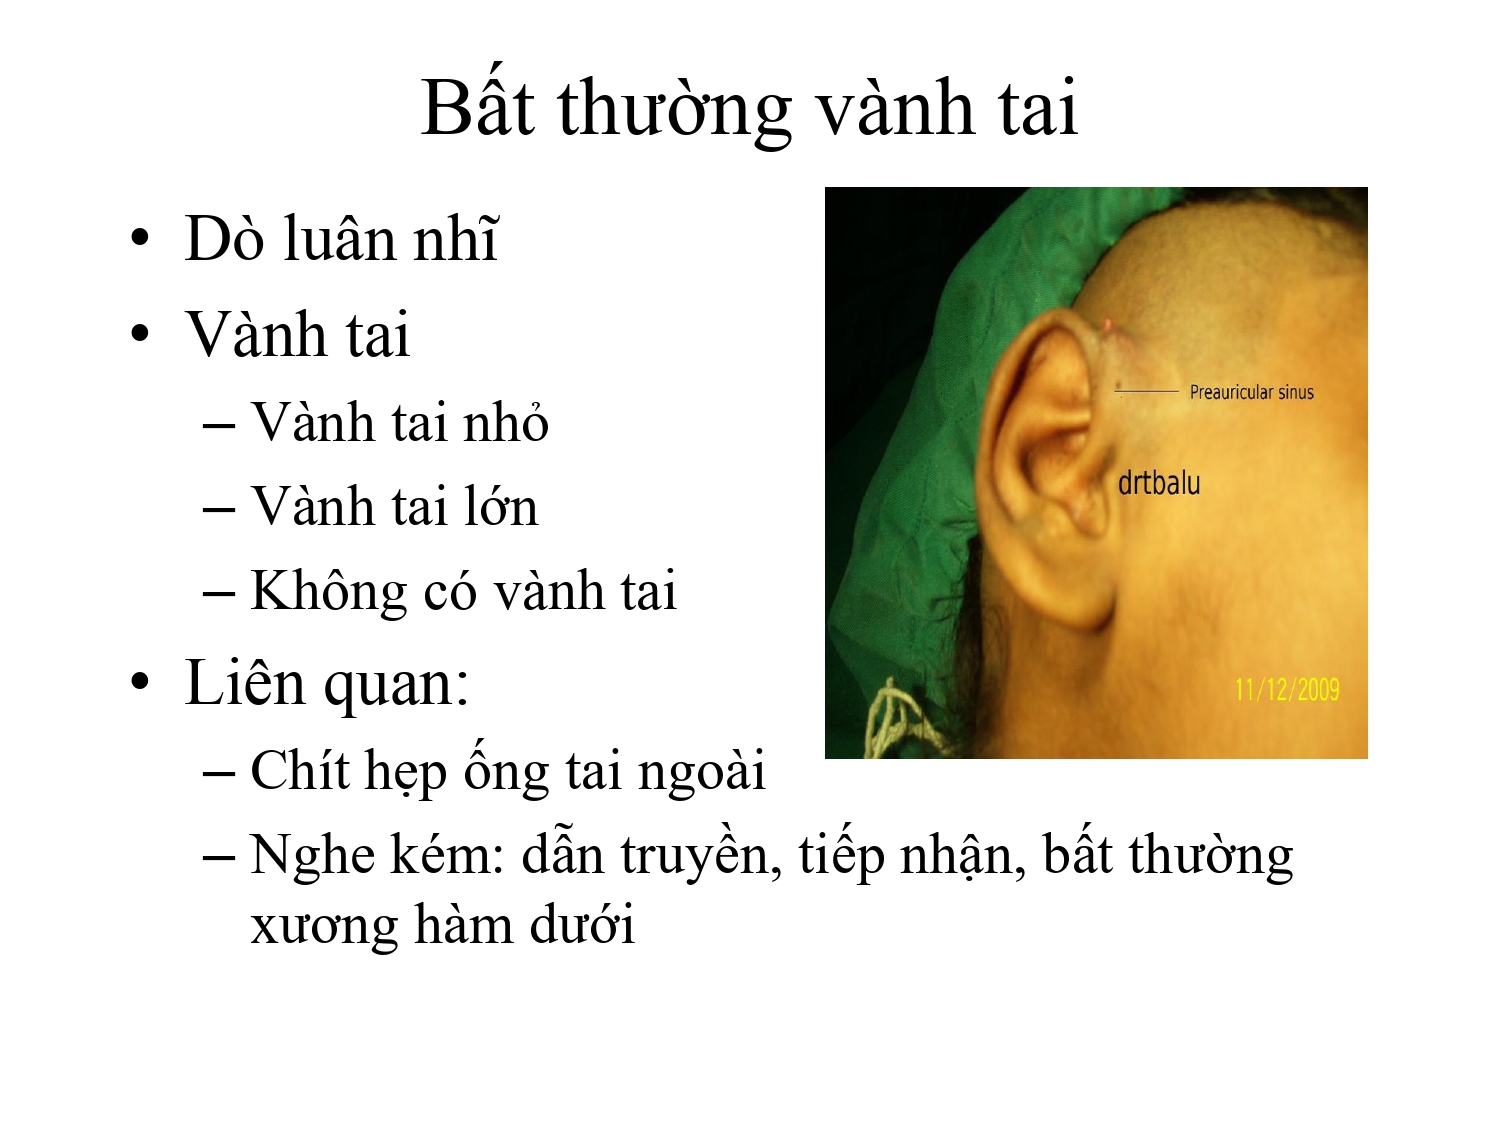 Bất thường vành tai
• Dò luân nhĩ
• Vành tai
– Vành tai nhỏ
– Vành tai lớn
– Không có vành tai
• Liên quan:
– Chít hẹp ống tai ngoài
– Nghe kém: dẫn truyền, tiếp nhận, bất thường
xương hàm dưới
Preauricular sinus
drtbalu
11/12/2009